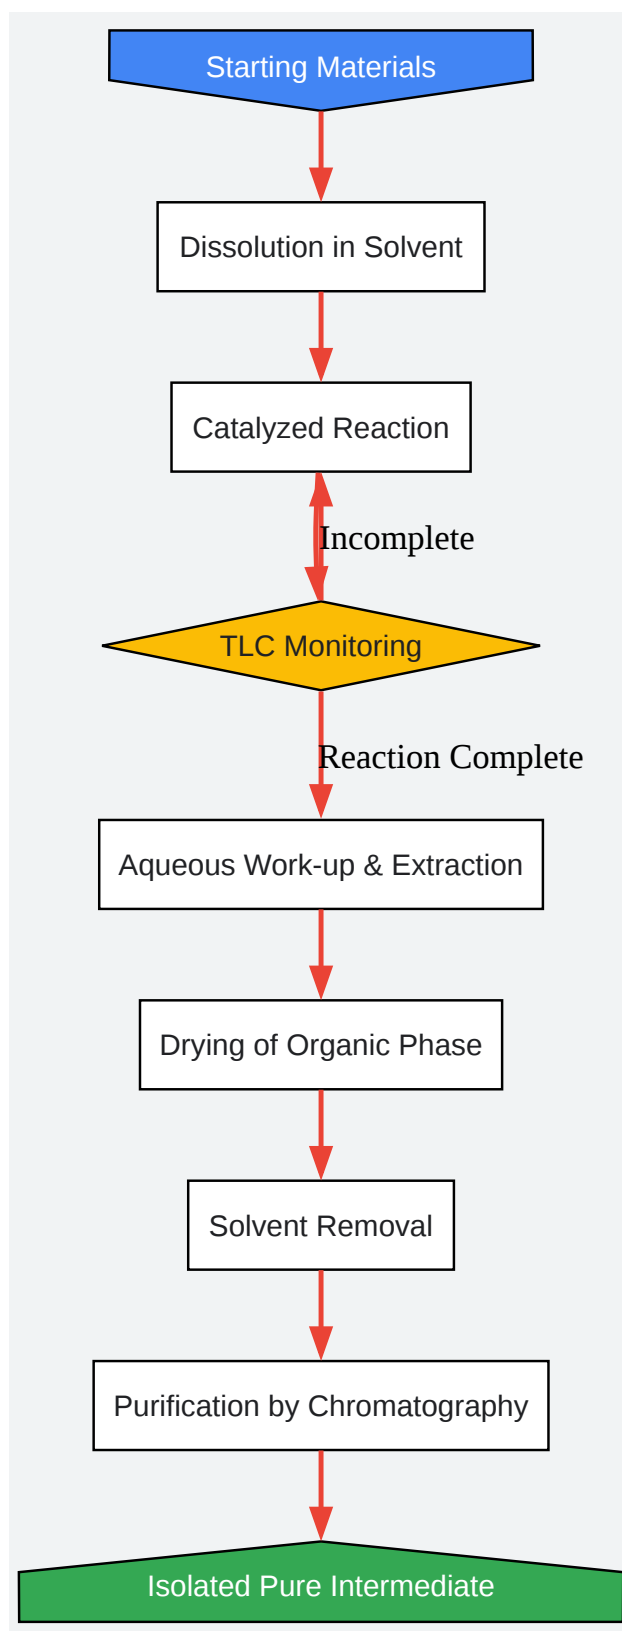 Starting Materials
Dissolution in Solvent
Catalyzed Reaction
Incomplete
TLC Monitoring
Reaction Complete
Aqueous Work-up & Extraction
Drying of Organic Phase
Solvent Removal
Purification by Chromatography
Isolated Pure Intermediate